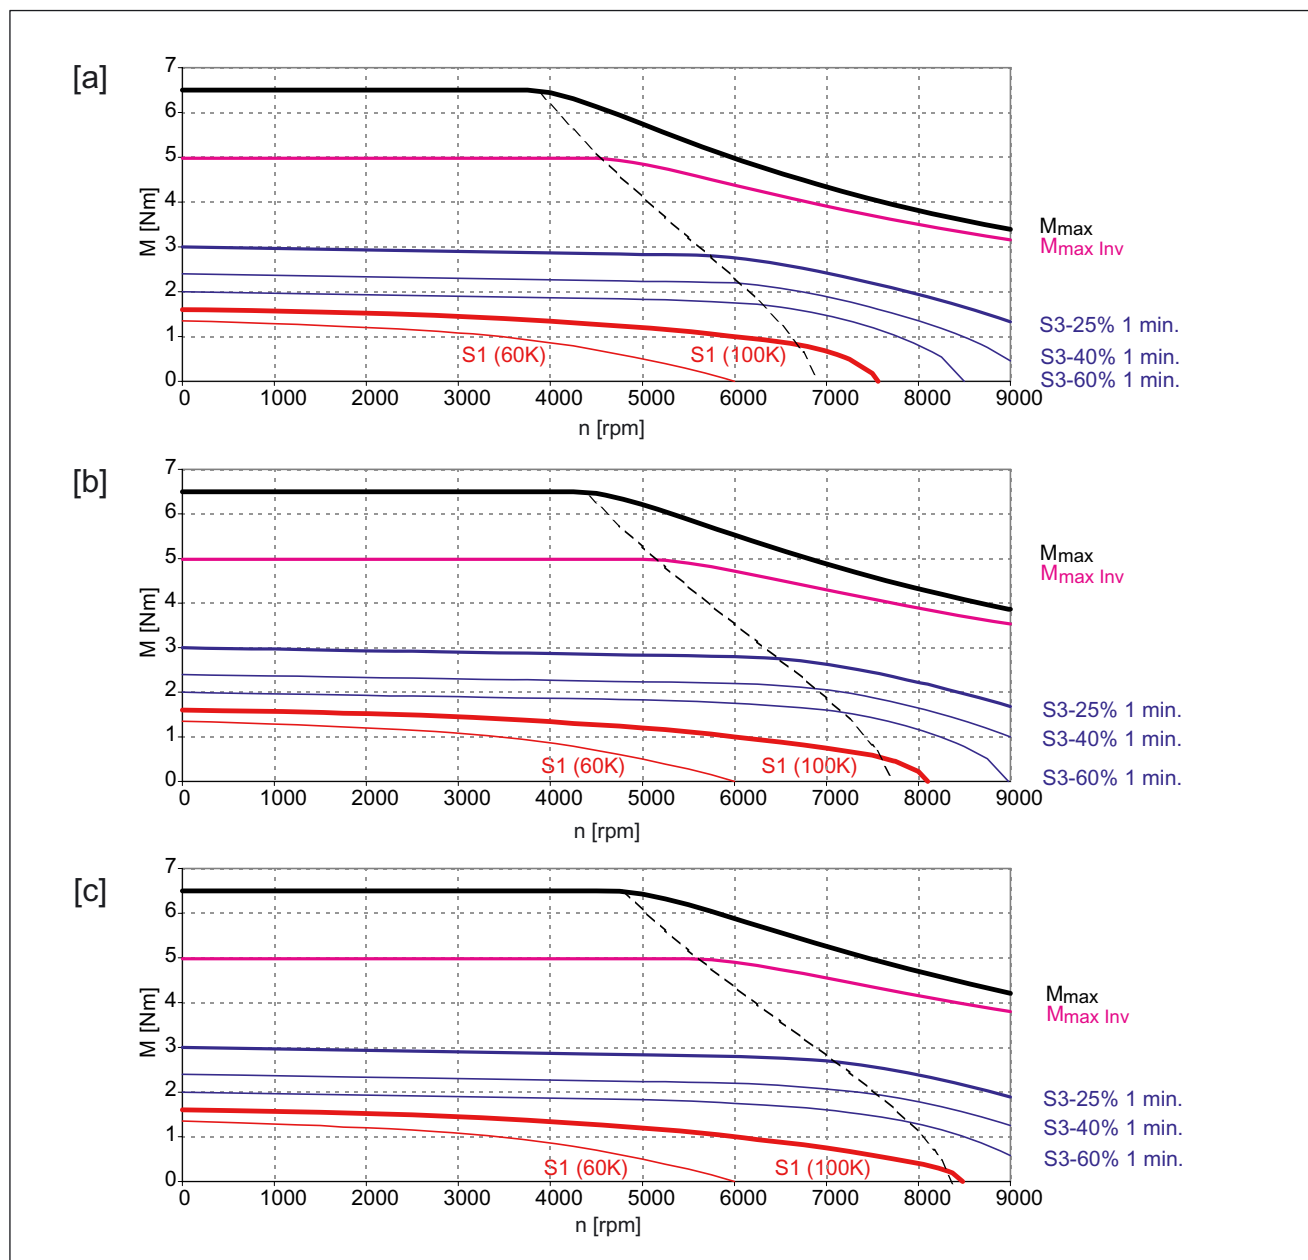 [a]
7
6
5
4
3
2
1
0
M [Nm]
Mmax
Mmax Inv
S3-25% 1 min.
S3-40% 1 min.
S3-60% 1 min.
S1 (60K) S1 (100K)
0 1000 2000 3000 4000 5000 6000 7000 8000 9000
n [rpm]
[b]
7
6
5
4
3
2
1
0
M [Nm]
Mmax
Mmax Inv
S3-25% 1 min.
S3-40% 1 min.
S3-60% 1 min.
S1 (60K) S1 (100K)
0 1000 2000 3000 4000 5000 6000 7000 8000 9000
n [rpm]
[c]
7
6
5
4
3
2
1
0
M [Nm]
Mmax
Mmax Inv
S3-25% 1 min.
S3-40% 1 min.
S3-60% 1 min.
S1 (60K) S1 (100K)
0 1000 2000 3000 4000 5000 6000 7000 8000 9000
n [rpm]